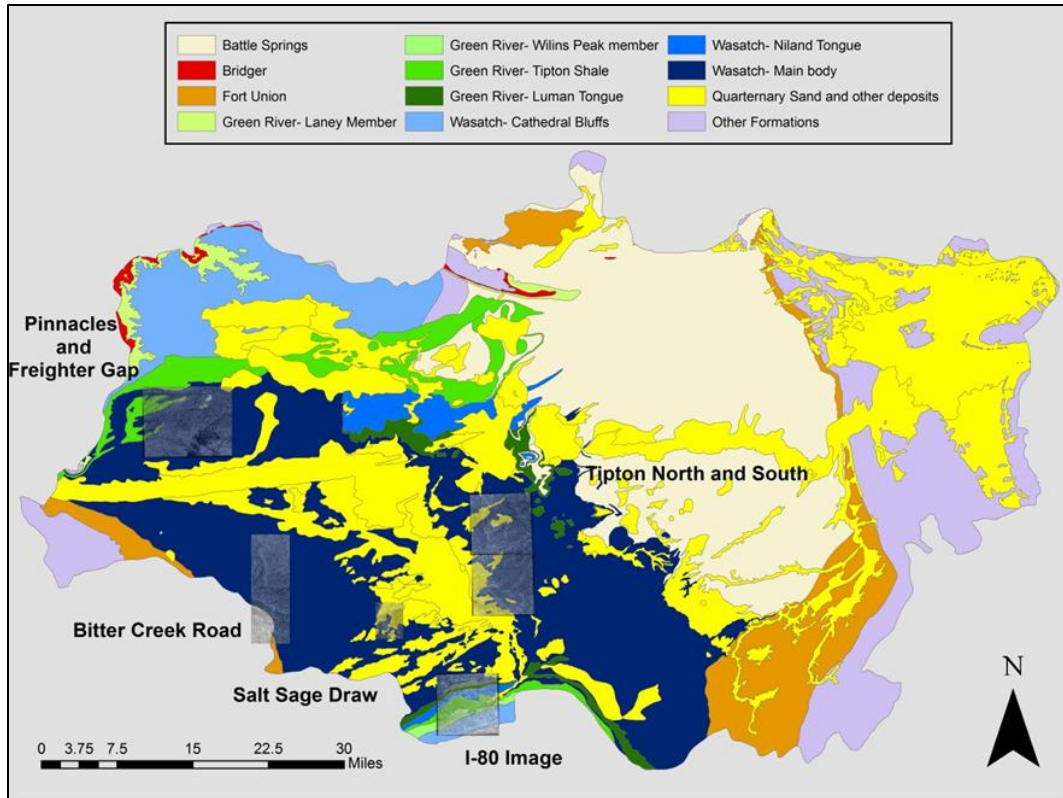 Battle Springs
Bridger
Fort Union
Green River- Laney Member
Green River- Wilins Peak member
Green River- Tipton Shale
Green River- Luman Tongue
Wasatch- Cathedral Bluffs
Wasatch- Niland Tongue
Wasatch- Main body
Quarternary Sand and other deposits
Other Formations
Pinnacles
and
Freighter Gap
Tipton North and South
Bitter Creek Road
Salt Sage Draw
I-80 Image
N
0 3.75 7.5 15 22.5 30
Miles